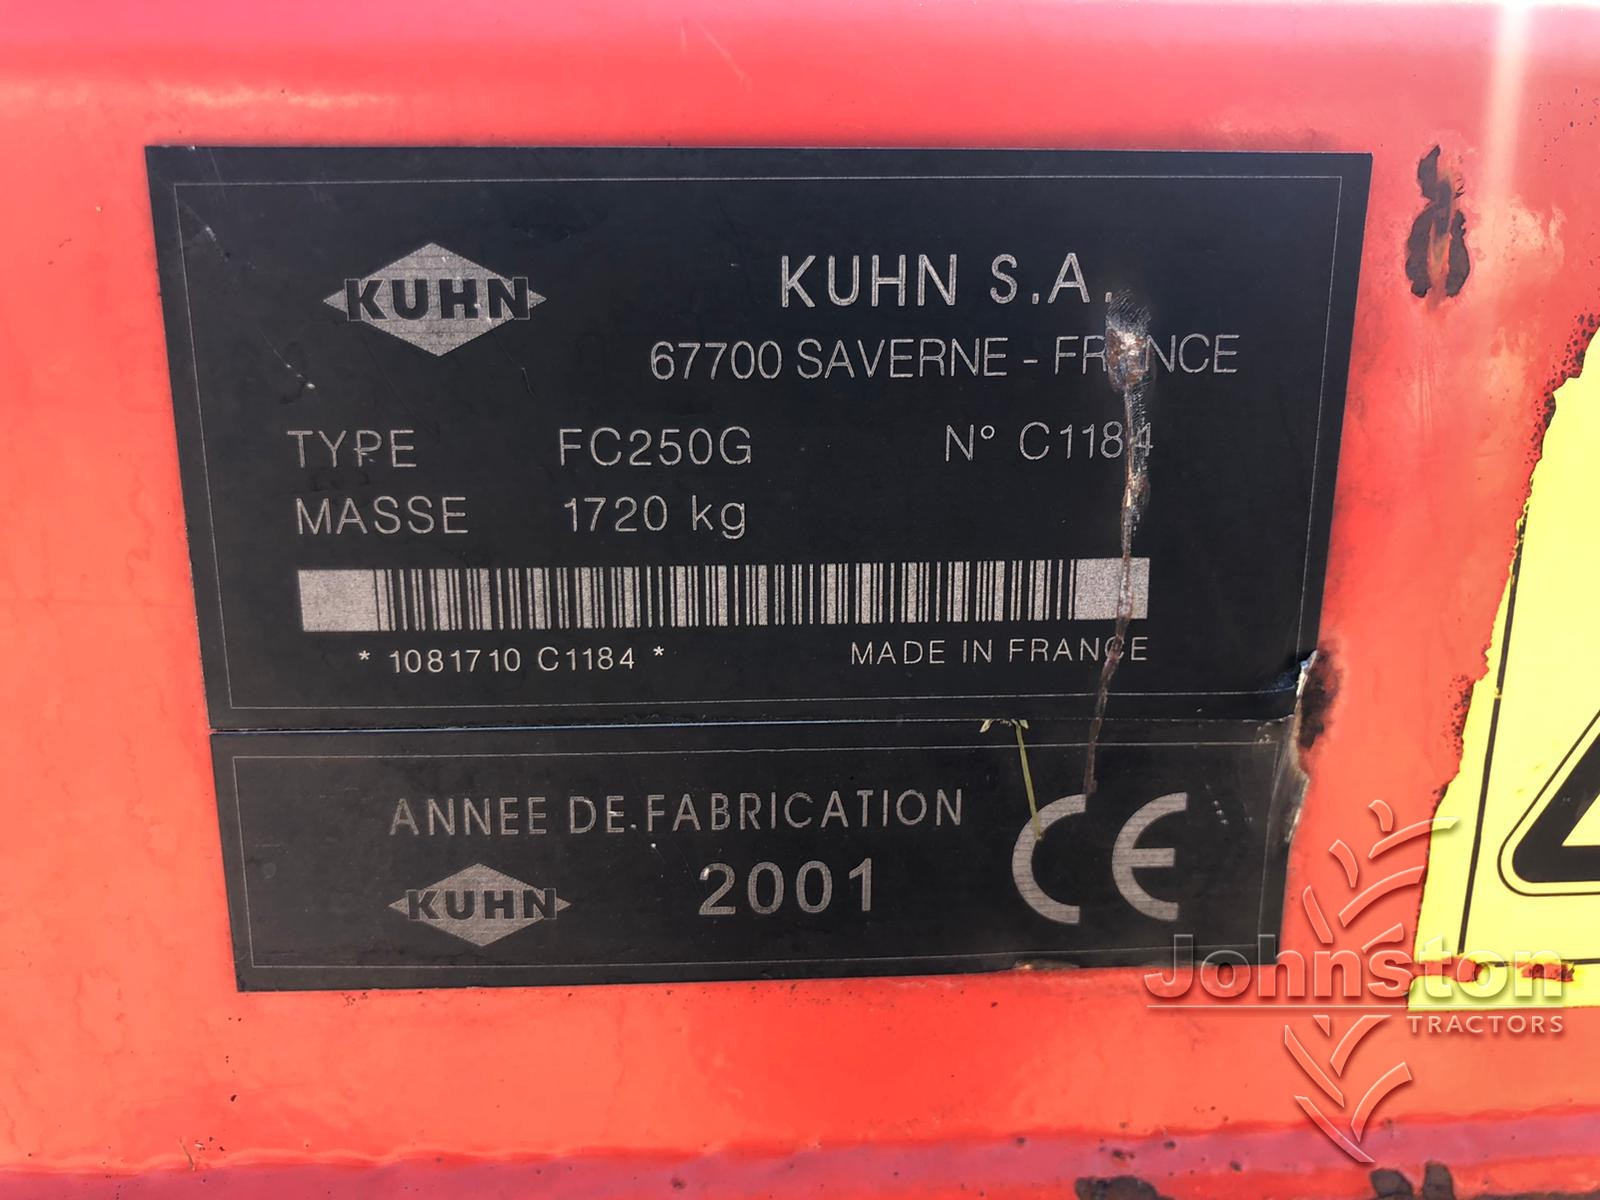 KUHN
KUHN S.A.
67700 SAVERNE - FRANCE
TYPE FC250G N° C1184
MASSE 1720 kg
* 1081710 C1184 * MADE IN FRANCE
ANNEE DE FABRICATION
KUHN 2001 CE
Johnston
TRACTORS